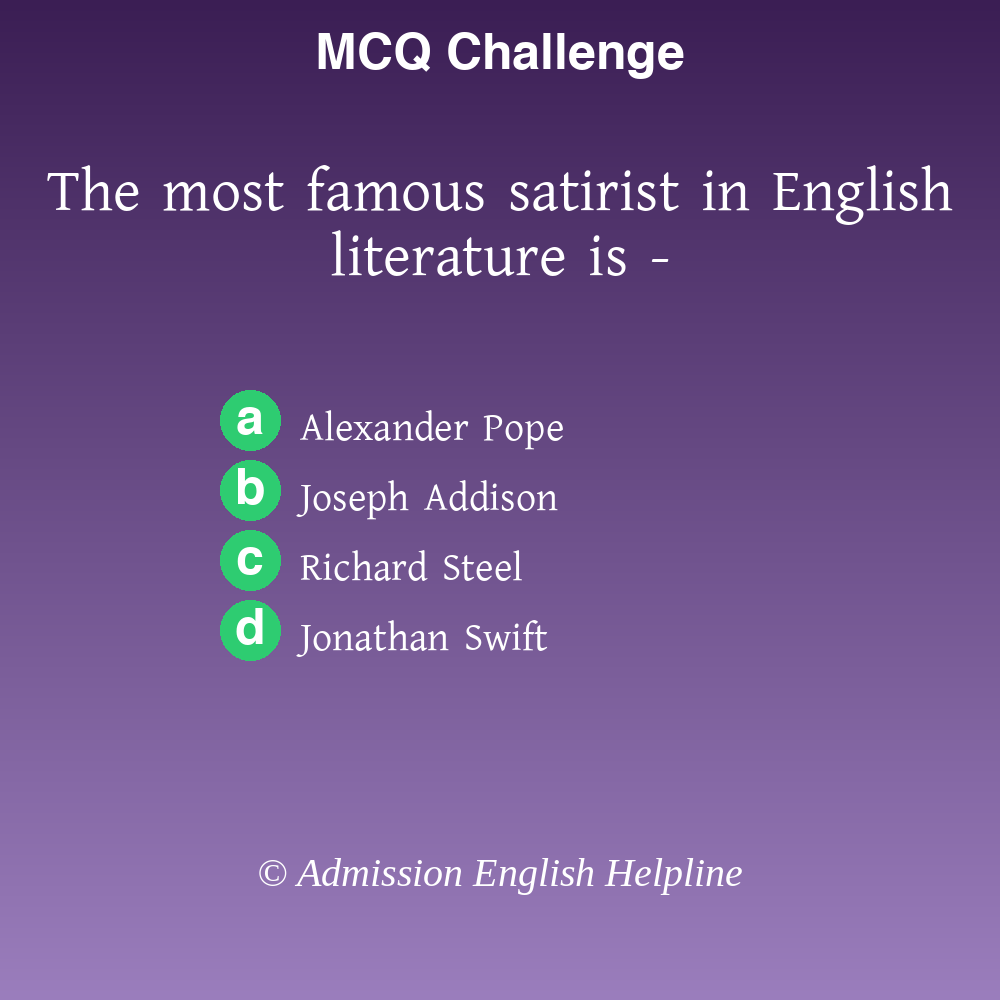 MCQ Challenge
The most famous satirist in English
literature is -
a Alexander Pope
b Joseph Addison
c Richard Steel
d Jonathan Swift
© Admission English Helpline